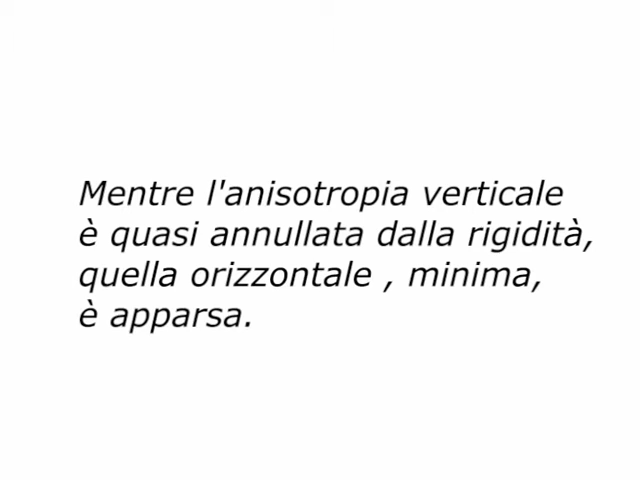 Mentre l'anisotropia verticale
è quasi annullata dalla rigidità,
quella orizzontale , minima,
è apparsa.